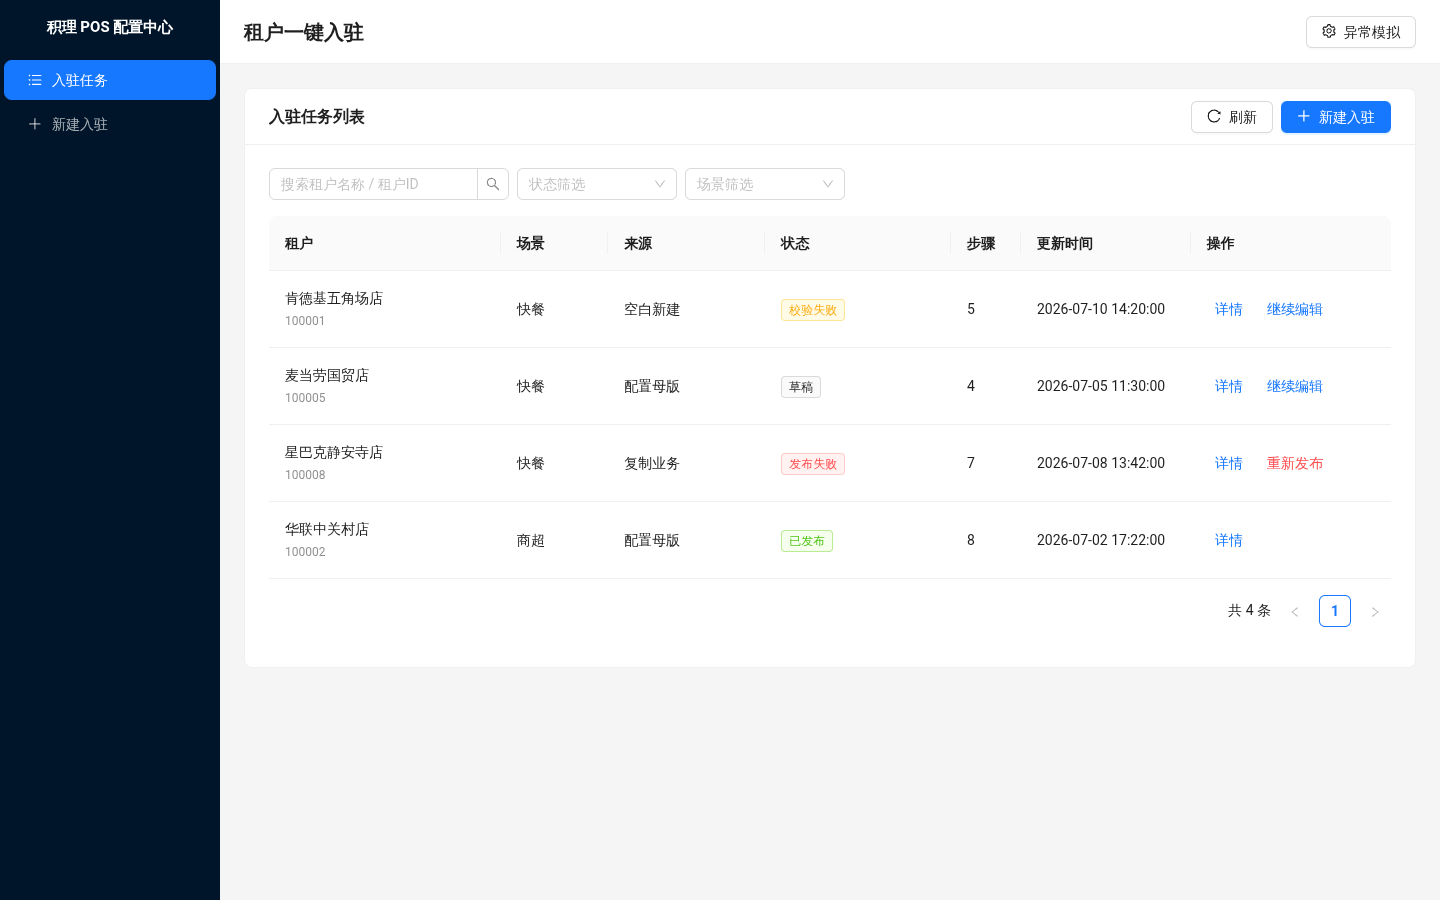 积理 POS 配置中心
入驻任务
新建入驻
租户一键入驻
异常模拟
入驻任务列表
刷新
新建入驻
搜索租户名称 / 租户ID
状态筛选
场景筛选
租户 场景 来源 状态 步骤 更新时间 操作
肯德基五角场店
100001
快餐 空白新建 校验失败 5 2026-07-10 14:20:00 详情 继续编辑
麦当劳国贸店
100005
快餐 配置母版 草稿 4 2026-07-05 11:30:00 详情 继续编辑
星巴克静安寺店
100008
快餐 复制业务 发布失败 7 2026-07-08 13:42:00 详情 重新发布
华联中关村店
100002
商超 配置母版 已发布 8 2026-07-02 17:22:00 详情
共 4 条 1